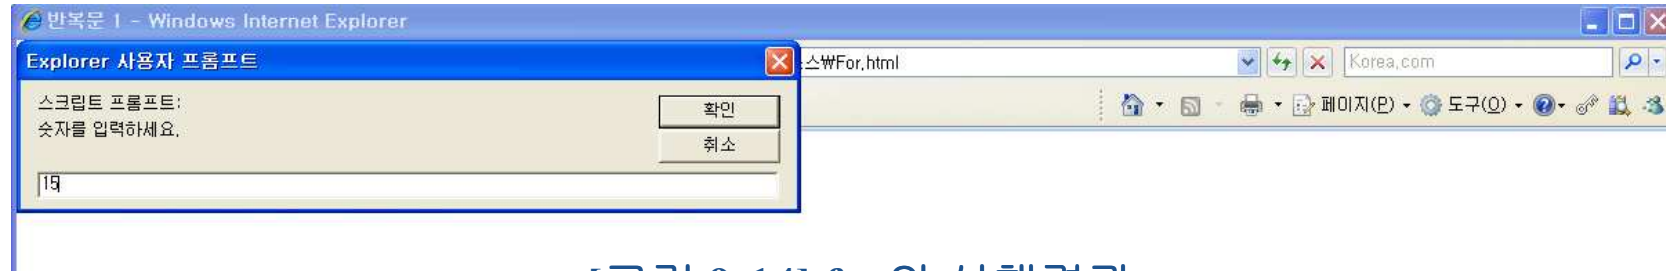 반복문 1 - Windows Internet Explorer
Explorer 사용자 프롬프트
스₩For.html
Korea.com
스크립트 프롬프트:
숫자를 입력하세요.
확인
취소
페이지(P)
도구(O)
15